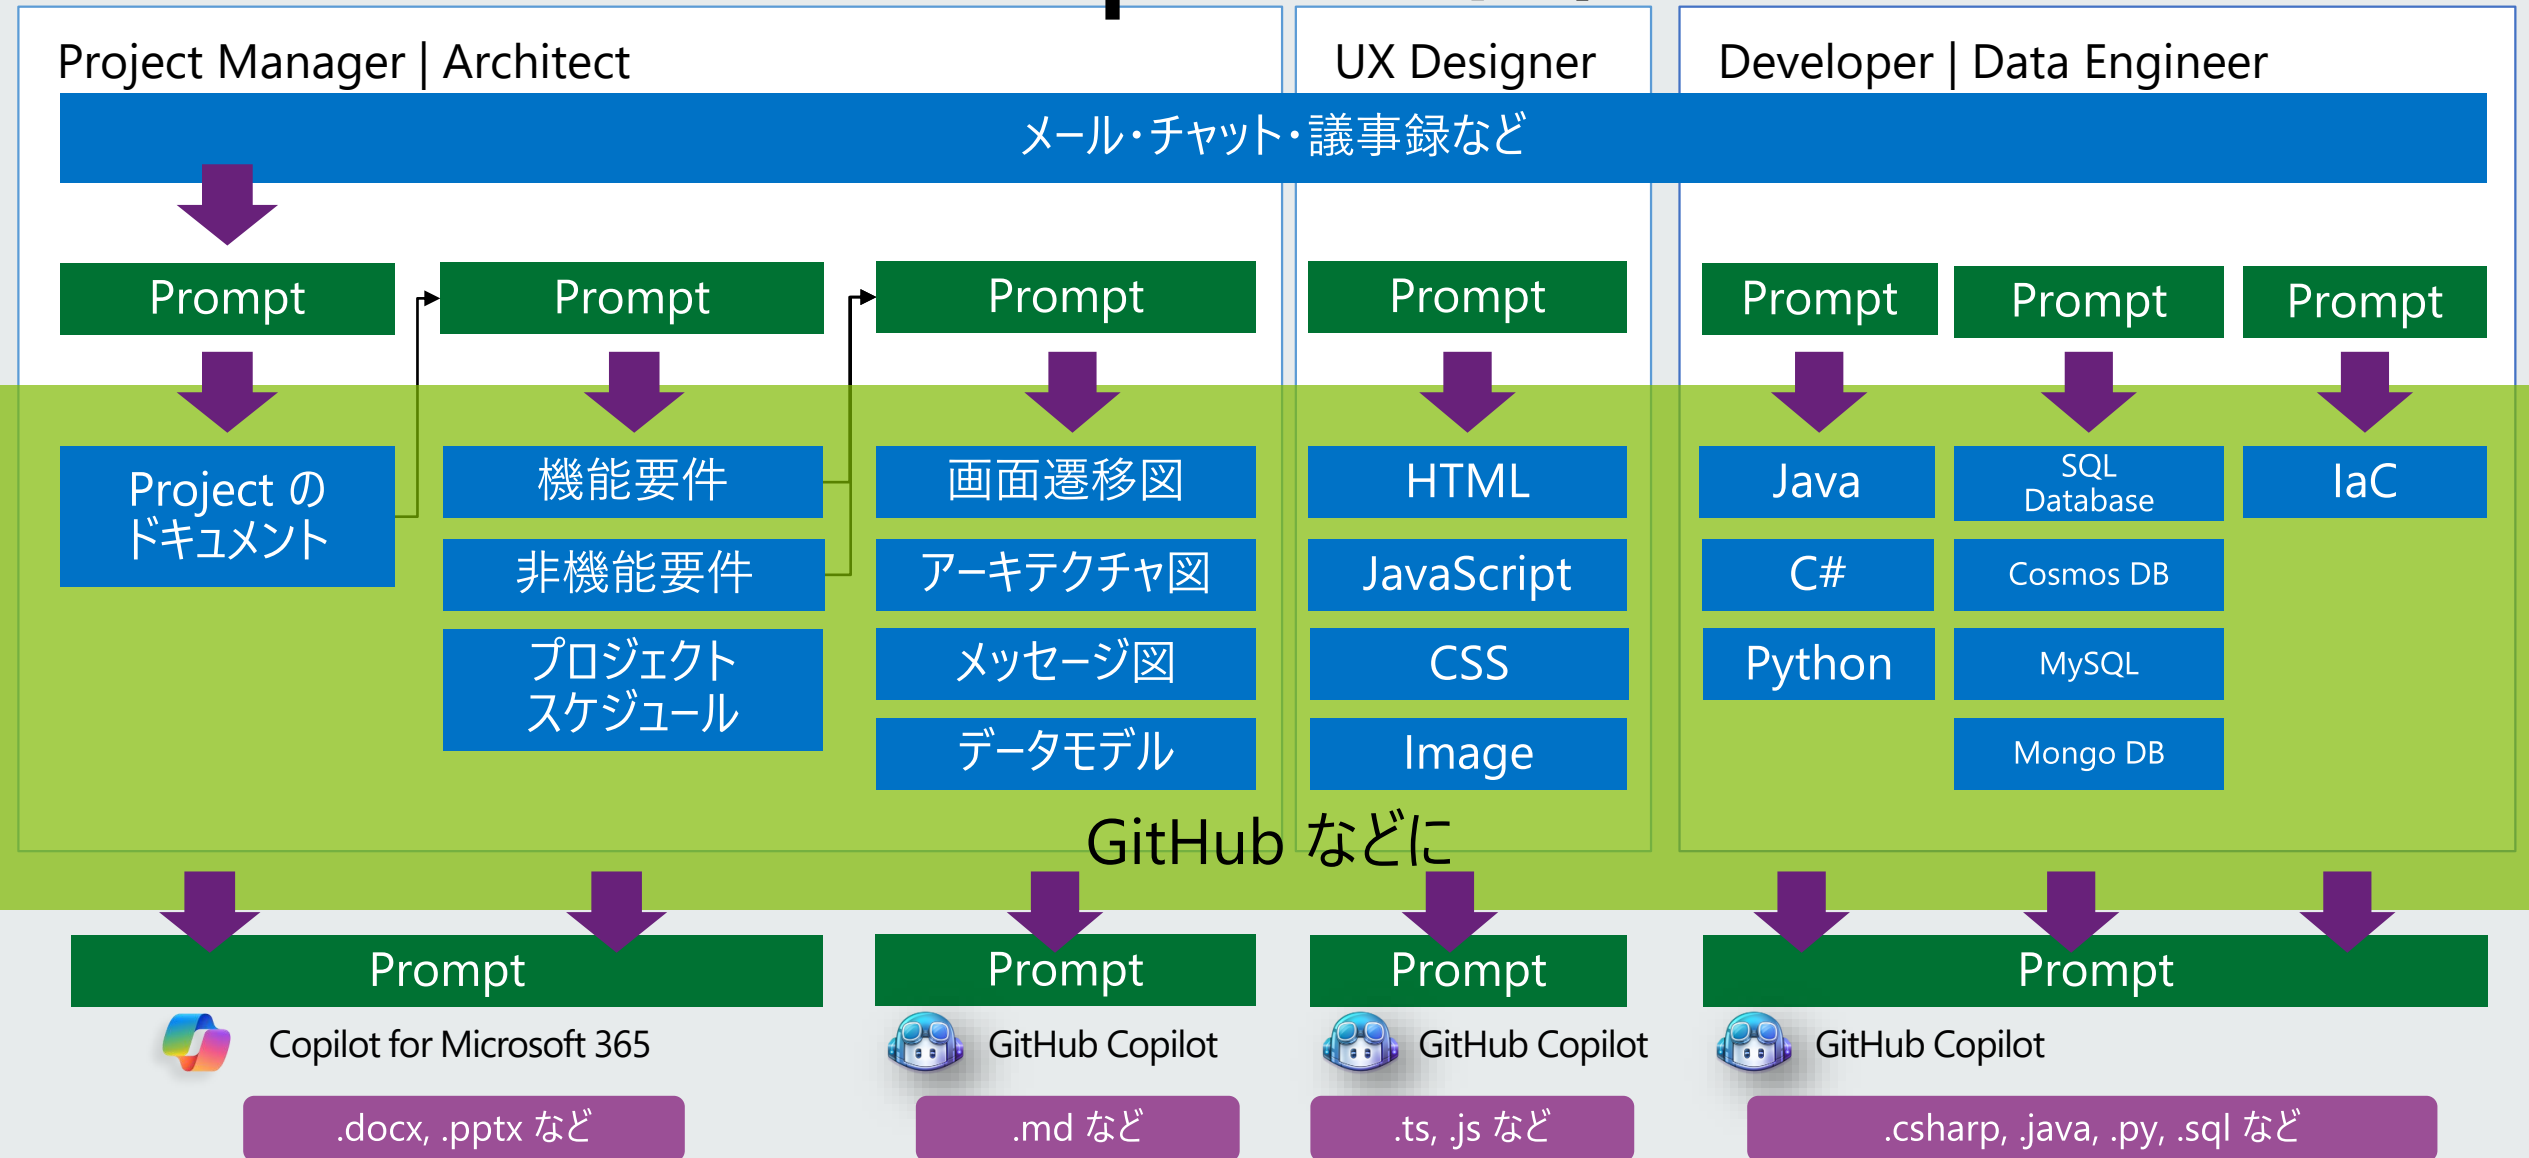 Project Manager | Architect
UX Designer
Developer | Data Engineer
メール・チャット・議事録など
Prompt
Prompt
Prompt
Prompt
Prompt
Prompt
Prompt
Project の
ドキュメント
機能要件
非機能要件
プロジェクト
スケジュール
画面遷移図
アーキテクチャ図
メッセージ図
データモデル
HTML
JavaScript
CSS
Image
Java
C#
Python
SQL
Database
Cosmos DB
MySQL
Mongo DB
IaC
GitHub などに
Prompt
Prompt
Prompt
Prompt
Copilot for Microsoft 365
GitHub Copilot
GitHub Copilot
GitHub Copilot
.docx, .pptx など
.md など
.ts, .js など
.csharp, .java, .py, .sql など